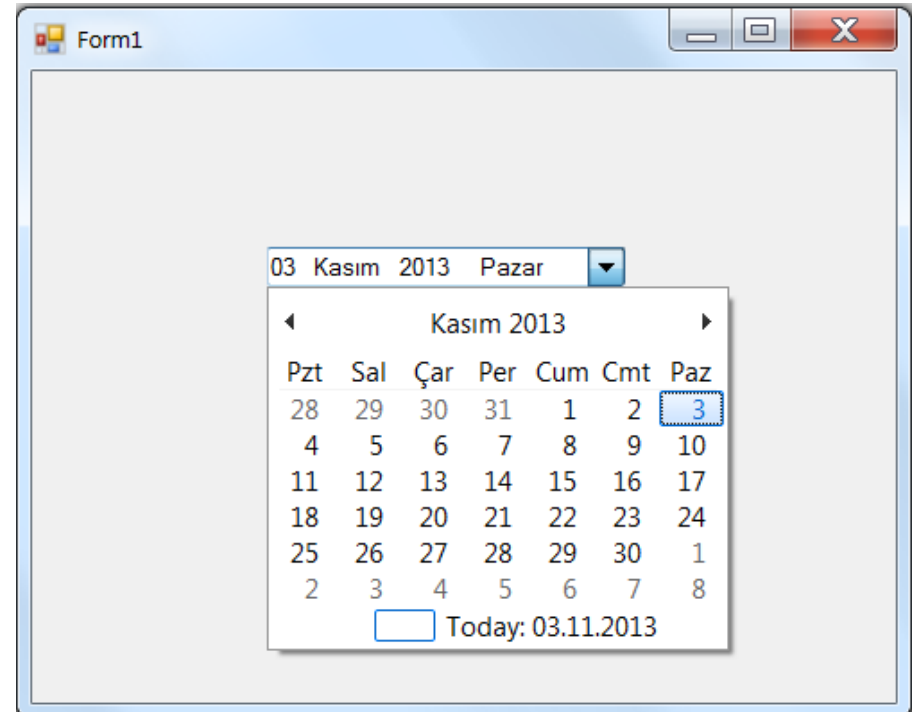 Form1
03 Kasım 2013 Pazar
Kasım 2013
Pzt Sal Çar Per Cum Cmt Paz
28 29 30 31 1 2 3
4 5 6 7 8 9 10
11 12 13 14 15 16 17
18 19 20 21 22 23 24
25 26 27 28 29 30 1
2 3 4 5 6 7 8
Today: 03.11.2013